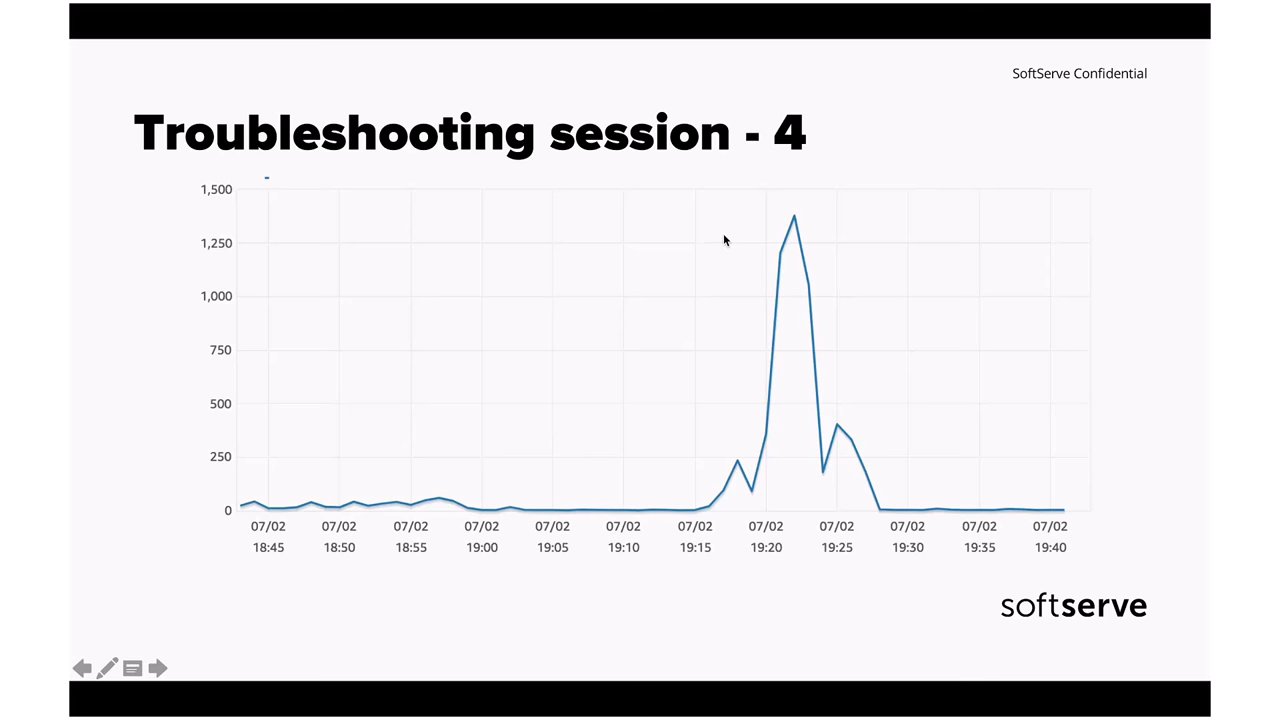 SoftServe Confidential
Troubleshooting session - 4
1,500
1,250
1,000
750
500
250
0
07/02 07/02 07/02 07/02 07/02 07/02 07/02 07/02 07/02 07/02 07/02 07/02
18:45 18:50 18:55 19:00 19:05 19:10 19:15 19:20 19:25 19:30 19:35 19:40
softserve